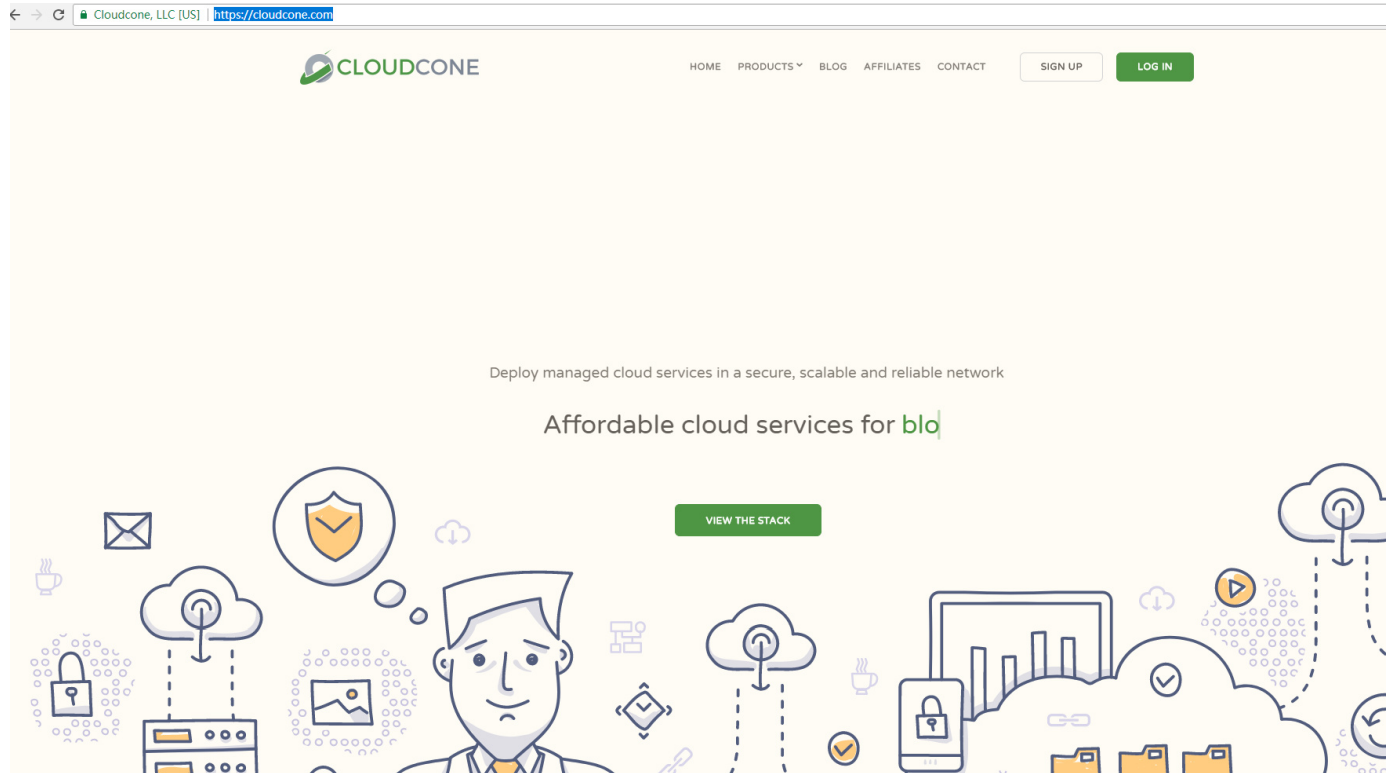 Cloudcone, LLC [US] | https://cloudcone.com
CLOUDCONE
HOME PRODUCTS BLOG AFFILIATES CONTACT SIGN UP LOG IN
Deploy managed cloud services in a secure, scalable and reliable network
Affordable cloud services for blo
VIEW THE STACK